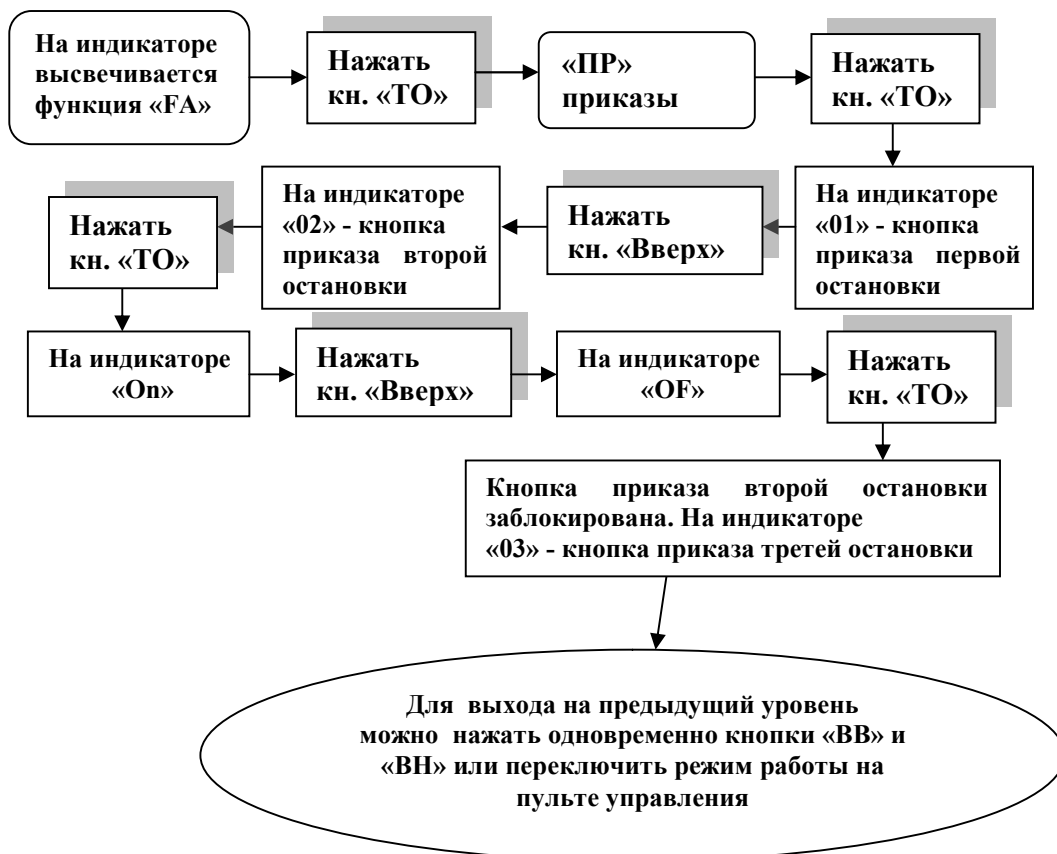 На индикаторе
высвечивается
функция «FA»
Нажать
кн. «ТО»
«ПР»
приказы
Нажать
кн. «ТО»
На индикаторе
«01» - кнопка
приказа первой
остановки
Нажать
кн. «Вверх»
На индикаторе
«02» - кнопка
приказа второй
остановки
Нажать
кн. «ТО»
На индикаторе
«On»
Нажать
кн. «Вверх»
На индикаторе
«OF»
Нажать
кн. «ТО»
Кнопка приказа второй остановки
заблокирована. На индикаторе
«03» - кнопка приказа третей остановки
Для выхода на предыдущий уровень
можно нажать одновременно кнопки «ВВ» и
«ВН» или переключить режим работы на
пульте управления